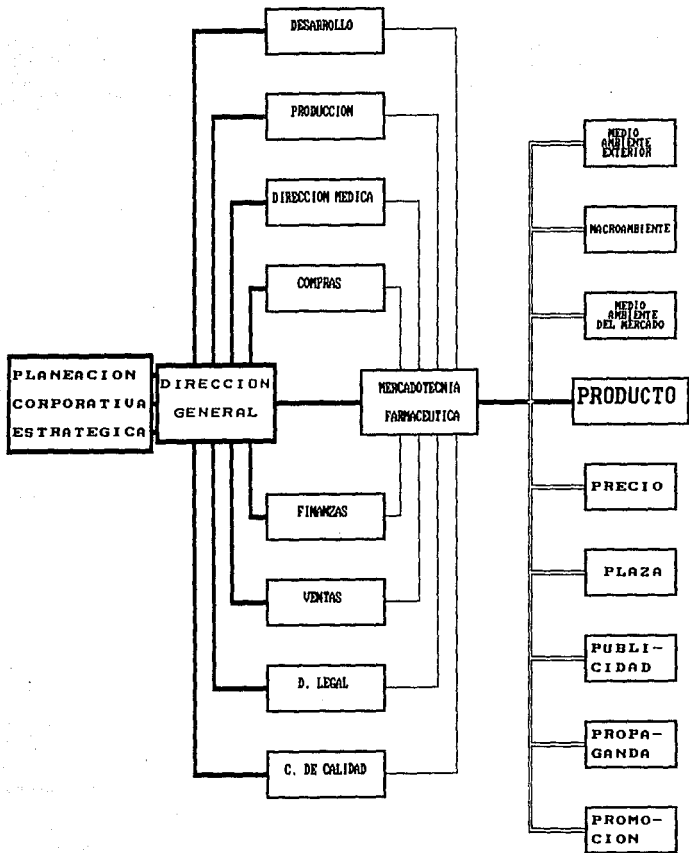 DESARROLLO
PRODUCCION
DIRECCION MEDICA
COMPRAS
PLANEACION
CORPORATIVA
ESTRATEGICA
DIRECCION
GENERAL
MERCADOTECNIA
FARMACEUTICA
FINANZAS
VENTAS
D. LEGAL
C. DE CALIDAD
MEDIO
AMBIENTE
EXTERIOR
MACROAMBIENTE
MEDIO
AMBIENTE
DEL MERCADO
PRODUCTO
PRECIO
PLAZA
PUBLI-
CIDAD
PROPA-
GANDA
PROMO-
CION